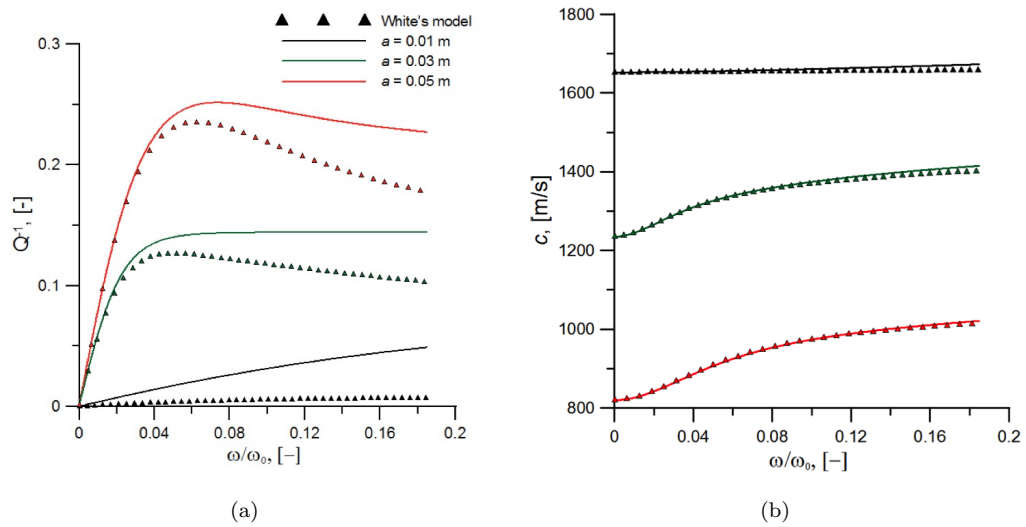 White's model
a = 0.01 m
a = 0.03 m
a = 0.05 m
0.3
0.2
0.1
0
Q⁻¹, [-]
0 0.04 0.08 0.12 0.16 0.2
ω/ω₀, [–]
(a)
1800
1600
1400
1200
1000
800
c, [m/s]
0 0.04 0.08 0.12 0.16 0.2
ω/ω₀, [–]
(b)